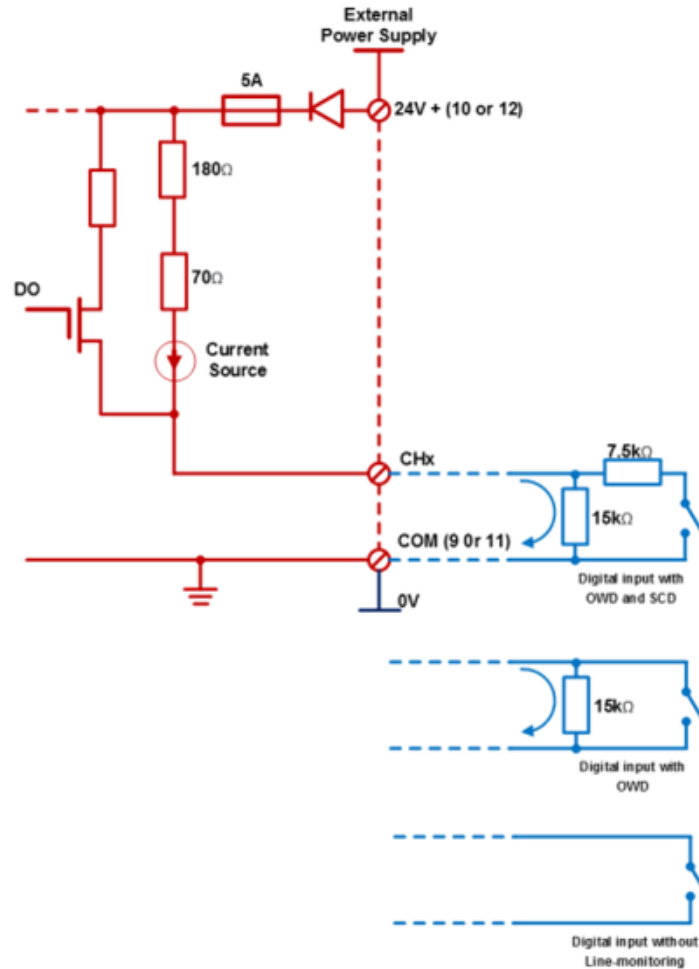 External
Power Supply
5A
24V + (10 or 12)
180Ω
70Ω
DO
Current
Source
CHx
7.5kΩ
15kΩ
COM (9 0r 11)
Digital input with
OWD and SCD
0V
15kΩ
Digital input with
OWD
Digital input without
Line-monitoring